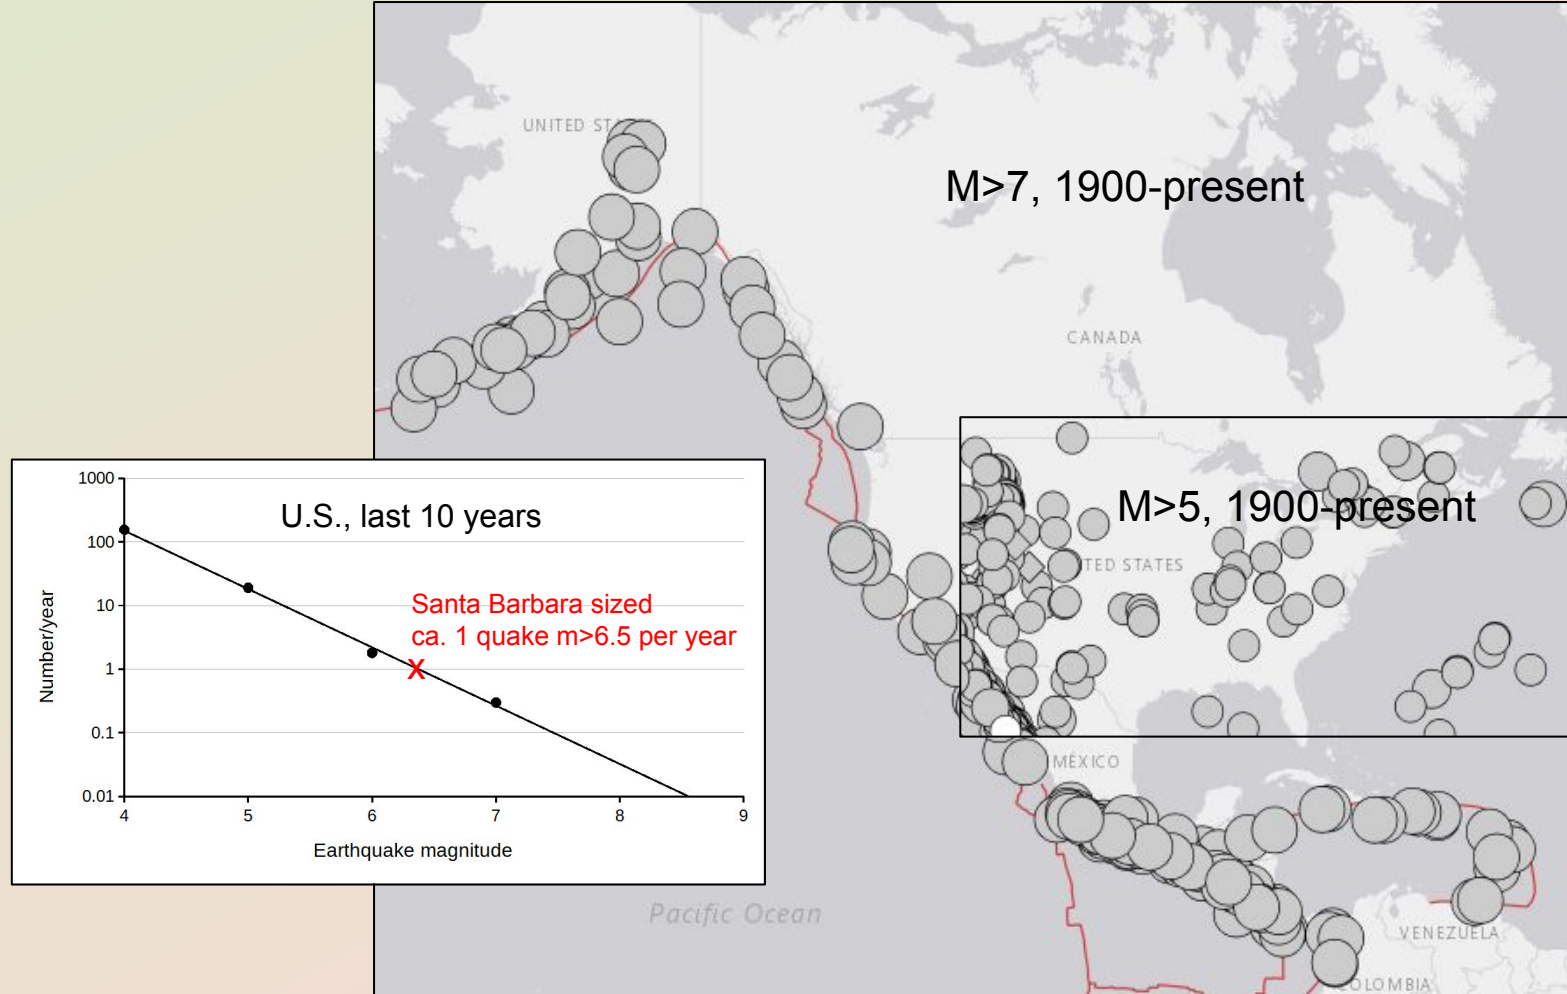 UNITED ST
M>7, 1900-present
CANADA
M>5, 1900-present
TED STATES
MÉXICO
Pacific Ocean
VENEZUELA
OLOMBIA
U.S., last 10 years
Santa Barbara sized
ca. 1 quake m>6.5 per year
X
Number/year
1000
100
10
1
0.1
0.01
4 5 6 7 8 9
Earthquake magnitude